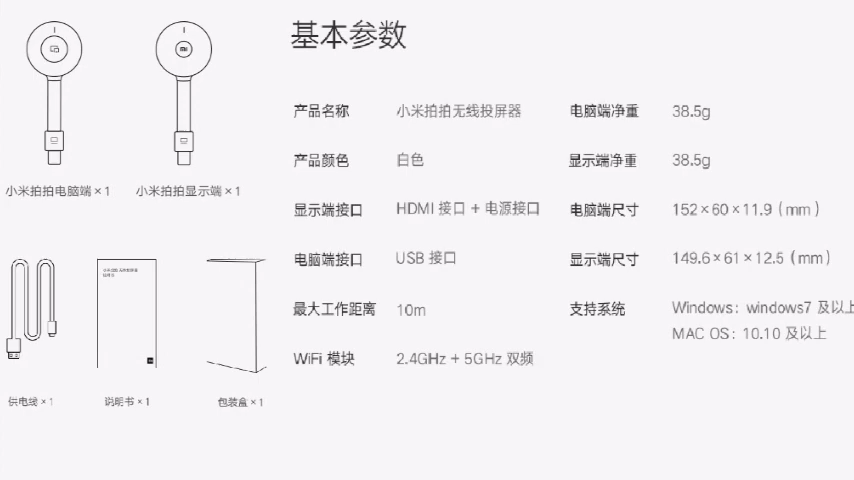 基本参数
小米拍拍电脑端×1
小米拍拍显示端×1
供电线×1
说明书×1
包装盒×1
产品名称 小米拍拍无线投屏器
产品颜色 白色
显示端接口 HDMI 接口 + 电源接口
电脑端接口 USB 接口
最大工作距离 10m
WiFi 模块 2.4GHz + 5GHz 双频
电脑端净重 38.5g
显示端净重 38.5g
电脑端尺寸 152×60×11.9（mm）
显示端尺寸 149.6×61×12.5（mm）
支持系统 Windows：windows7 及以上
MAC OS：10.10 及以上